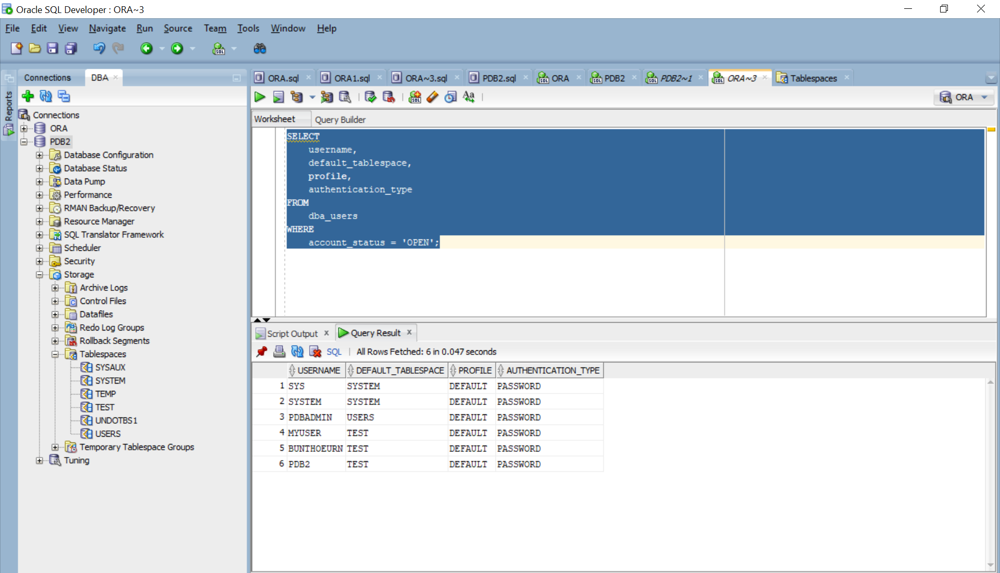 Oracle SQL Developer : ORA~3
File Edit View Navigate Run Source Team Tools Window Help
Connections
DBA
ORA.sql
ORA1.sql
ORA~3.sql
PDB2.sql
ORA
PDB2
PDB2~1
ORA~3
Tablespaces
Reports
ORA
Connections
ORA
PDB2
Database Configuration
Database Status
Data Pump
Performance
RMAN Backup/Recovery
Resource Manager
SQL Translator Framework
Scheduler
Security
Storage
Archive Logs
Control Files
Datafiles
Redo Log Groups
Rollback Segments
Tablespaces
SYSAUX
SYSTEM
TEMP
TEST
UNDOTBS1
USERS
Temporary Tablespace Groups
Tuning
Worksheet Query Builder
SELECT
username,
default_tablespace,
profile,
authentication_type
FROM
dba_users
WHERE
account_status = 'OPEN';
Script Output
Query Result
SQL | All Rows Fetched: 6 in 0.047 seconds
USERNAME DEFAULT_TABLESPACE PROFILE AUTHENTICATION_TYPE
1 SYS SYSTEM DEFAULT PASSWORD
2 SYSTEM SYSTEM DEFAULT PASSWORD
3 PDBADMIN USERS DEFAULT PASSWORD
4 MYUSER TEST DEFAULT PASSWORD
5 BUNTHOEURN TEST DEFAULT PASSWORD
6 PDB2 TEST DEFAULT PASSWORD